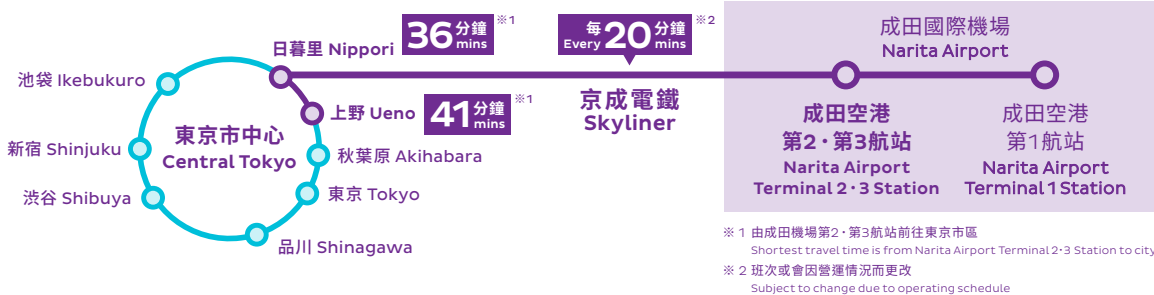 36分鐘 mins ※1
每 Every 20分鐘 mins ※2
成田國際機場
Narita Airport
日暮里 Nippori
池袋 Ikebukuro
上野 Ueno
41分鐘 mins ※1
京成電鐵
Skyliner
成田空港
第2・第3航站
Narita Airport
Terminal 2・3 Station
成田空港
第1航站
Narita Airport
Terminal 1 Station
東京市中心
Central Tokyo
新宿 Shinjuku
秋葉原 Akihabara
渋谷 Shibuya
東京 Tokyo
品川 Shinagawa
※ 1 由成田機場第2・第3航站前往東京市區
Shortest travel time is from Narita Airport Terminal 2・3 Station to city
※ 2 班次或會因營運情況而更改
Subject to change due to operating schedule